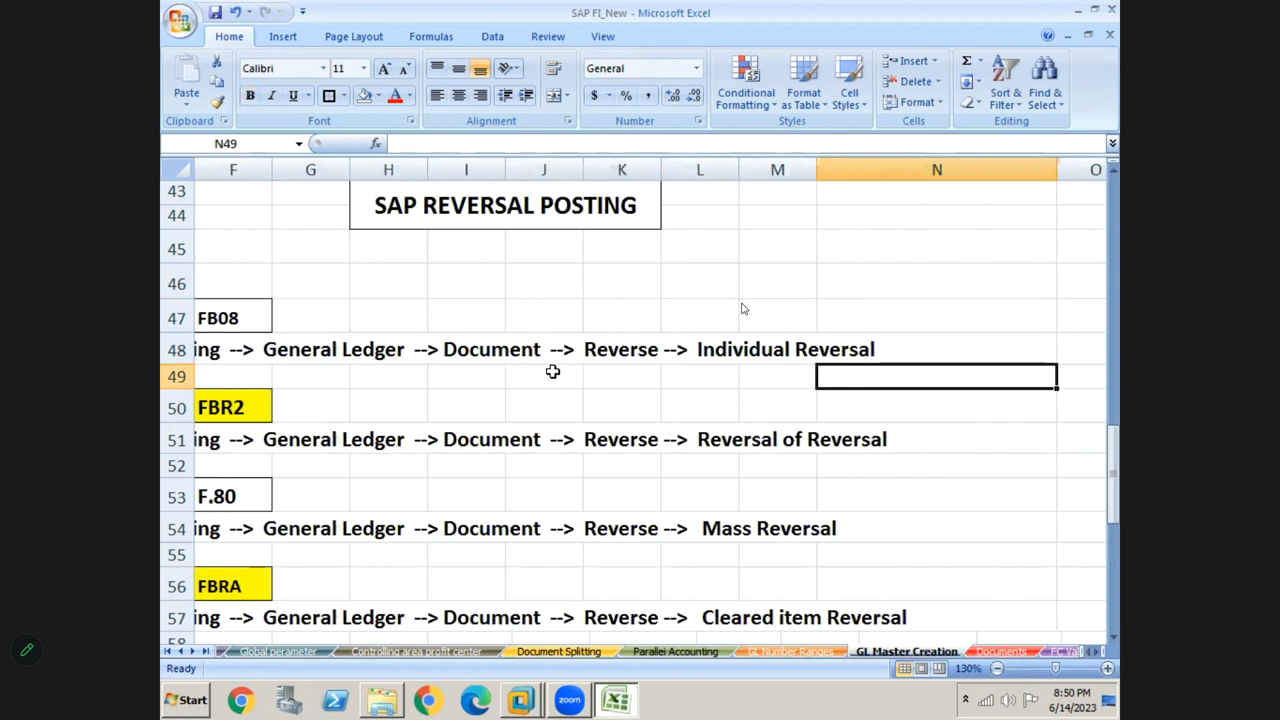 SAP FI_New - Microsoft Excel
Home Insert Page Layout Formulas Data Review View
Paste
Clipboard
Calibri 11
B I U
Font
Alignment
General
$ % ,
Number
Conditional Formatting
Format as Table
Cell Styles
Styles
Insert
Delete
Format
Cells
Sort & Filter
Find & Select
Editing
N49 fx
F G H I J K L M N O
43
44 SAP REVERSAL POSTING
45
46
47 FB08
48 ing --> General Ledger --> Document --> Reverse --> Individual Reversal
49
50 FBR2
51 ing --> General Ledger --> Document --> Reverse --> Reversal of Reversal
52
53 F.80
54 ing --> General Ledger --> Document --> Reverse --> Mass Reversal
55
56 FBRA
57 ing --> General Ledger --> Document --> Reverse --> Cleared item Reversal
58
Global perameter Controlling area profit center Document Splitting Parallel Accounting GL Number Ranges GL Master Creation Documents FC Va
Ready 130%
Start zoom 8:50 PM
6/14/2023